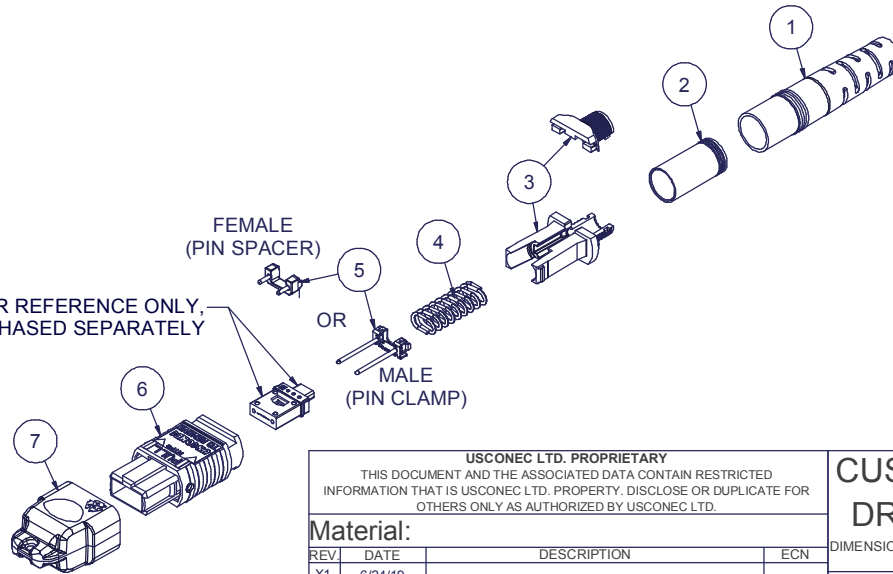 1
2
3
FEMALE
(PIN SPACER)
4
5
R REFERENCE ONLY,
HASED SEPARATELY
OR
MALE
(PIN CLAMP)
6
7
USCONEC LTD. PROPRIETARY
THIS DOCUMENT AND THE ASSOCIATED DATA CONTAIN RESTRICTED
INFORMATION THAT IS USCONEC LTD. PROPERTY. DISCLOSE OR DUPLICATE FOR
OTHERS ONLY AS AUTHORIZED BY USCONEC LTD.
Material:
REV. DATE DESCRIPTION ECN
CUS
DR
DIMENSIO